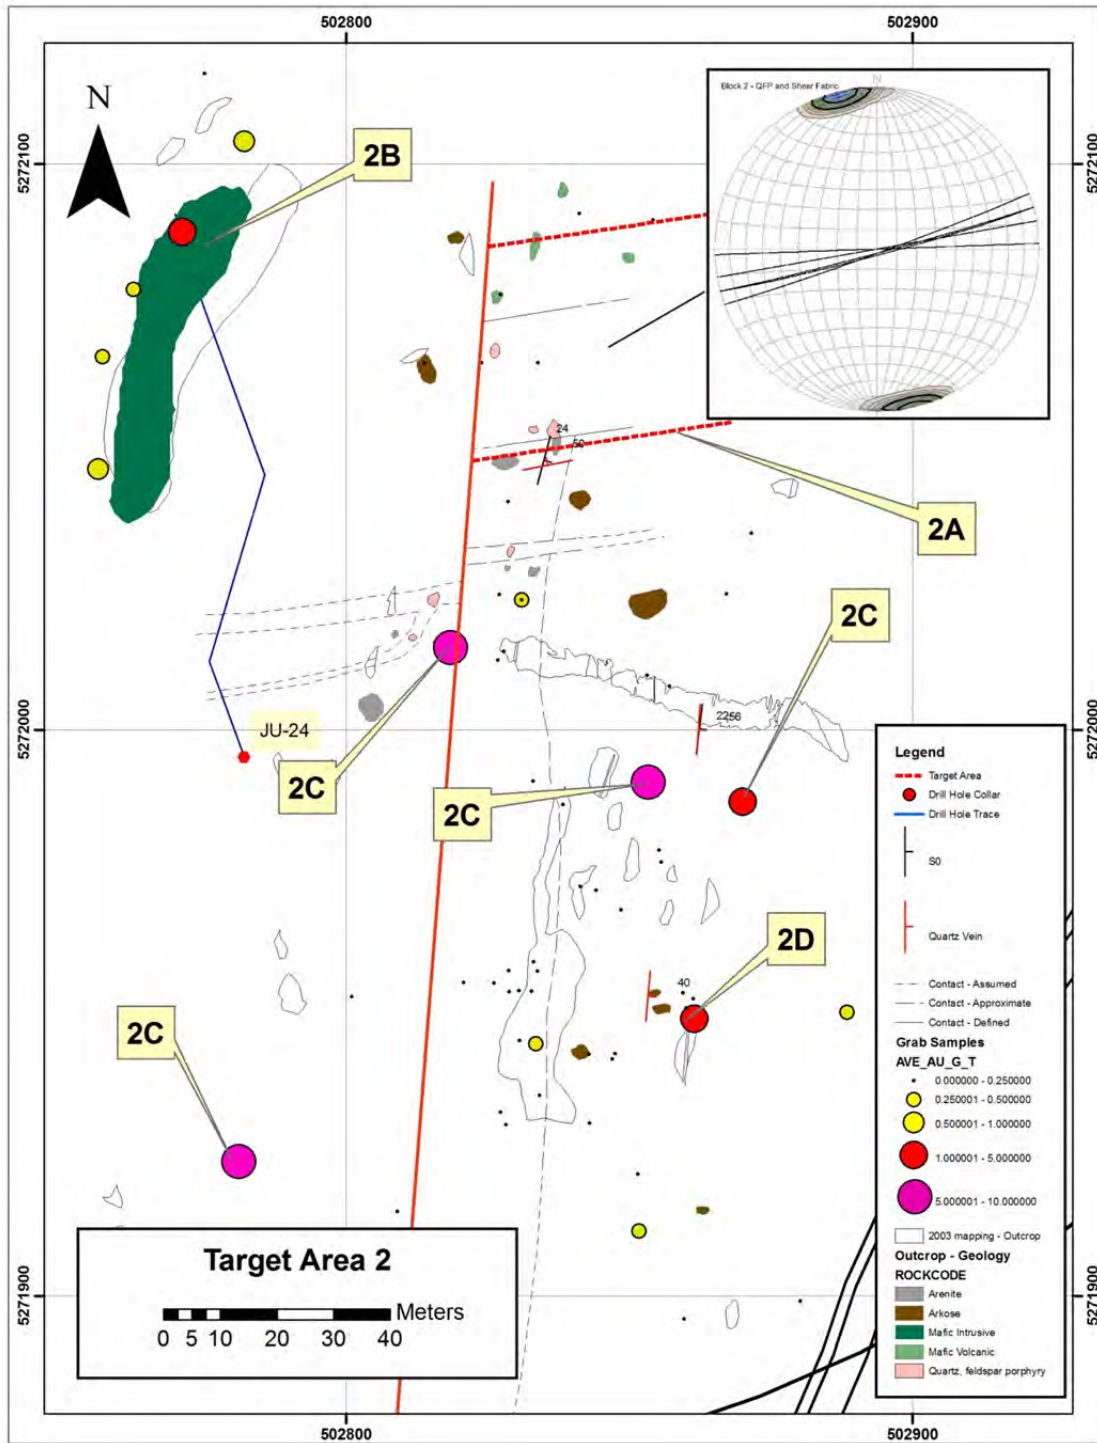 502800
502900
Block 2 - QFP and Sheer Fabric
N
N
2B
5272100
5272100
24
50
2A
2C
5272000
2256
5272000
JU-24
2C
2C
Legend
Target Area
Drill Hole Collar
Drill Hole Trace
S0
Quartz Vein
2D
40
2C
Contact - Assumed
Contact - Approximate
Contact - Defined
Grab Samples
AVE_AU_G_T
0.000000 - 0.250000
0.250001 - 0.500000
0.500001 - 1.000000
1.000001 - 5.000000
5.000001 - 10.000000
2003 mapping - Outcrop
Outcrop - Geology
ROCKCODE
Arenite
Arkose
Mafic Intrusive
Mafic Volcanic
Quartz, feldspar porphyry
Target Area 2
Meters
0 5 10 20 30 40
5271900
5271900
502800
502900